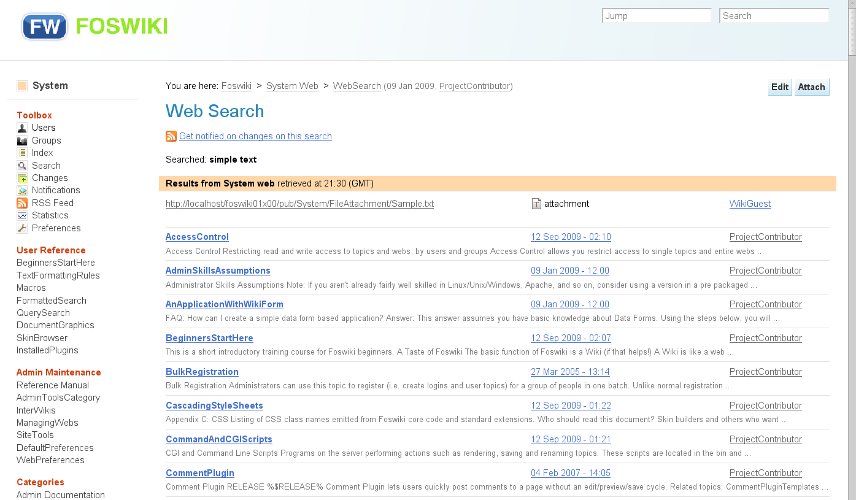 FW FOSWIKI
Jump
Search
System
Toolbox
Users
Groups
Index
Search
Changes
Notifications
RSS Feed
Statistics
Preferences
User Reference
BeginnersStartHere
TextFormattingRules
Macros
FormattedSearch
QuerySearch
DocumentGraphics
SkinBrowser
InstalledPlugins
Admin Maintenance
Reference Manual
AdminToolsCategory
InterWikis
ManagingWebs
SiteTools
DefaultPreferences
WebPreferences
Categories
Admin Documentation
You are here: Foswiki > System Web > WebSearch (09 Jan 2009, ProjectContributor)
Edit Attach
Web Search
Get notified on changes on this search
Searched: simple text
Results from System web retrieved at 21:30 (GMT)
http://localhost/foswiki01x00/pub/System/FileAttachment/Sample.txt attachment WikiGuest
AccessControl 12 Sep 2009 - 02:10 ProjectContributor
Access Control Restricting read and write access to topics and webs, by users and groups Access Control allows you restrict access to single topics and entire webs ...
AdminSkillsAssumptions 09 Jan 2009 - 12:00 ProjectContributor
Administrator Skills Assumptions Note: If you aren't already fairly well skilled in Linux/Unix/Windows, Apache, and so on, consider using a version in a pre packaged ...
AnApplicationWithWikiForm 09 Jan 2009 - 12:00 ProjectContributor
FAQ: How can I create a simple data form based application? Answer: This answer assumes you have basic knowledge about Data Forms. Using the steps below, you will ...
BeginnersStartHere 12 Sep 2009 - 02:07 ProjectContributor
This is a short introductory training course for Foswiki beginners. A Taste of Foswiki The basic function of Foswiki is a Wiki (if that helps!) A Wiki is like a web ...
BulkRegistration 27 Mar 2005 - 13:14 ProjectContributor
Bulk Registration Administrators can use this topic to register (i.e. create logins and user topics) for a group of people in one batch. Unlike normal registration ...
CascadingStyleSheets 12 Sep 2009 - 01:22 ProjectContributor
Appendix C: CSS Listing of CSS class names emitted from Foswiki core code and standard extensions. Who should read this document? Skin builders and others who want ...
CommandAndCGIScripts 12 Sep 2009 - 01:21 ProjectContributor
CGI and Command Line Scripts Programs on the server performing actions such as rendering, saving and renaming topics. These scripts are located in the bin and ...
CommentPlugin 04 Feb 2007 - 14:05 ProjectContributor
Comment Plugin RELEASE %$RELEASE% Comment Plugin lets users quickly post comments to a page without an edit/preview/save cycle. Related topics: CommentPluginTemplates ...